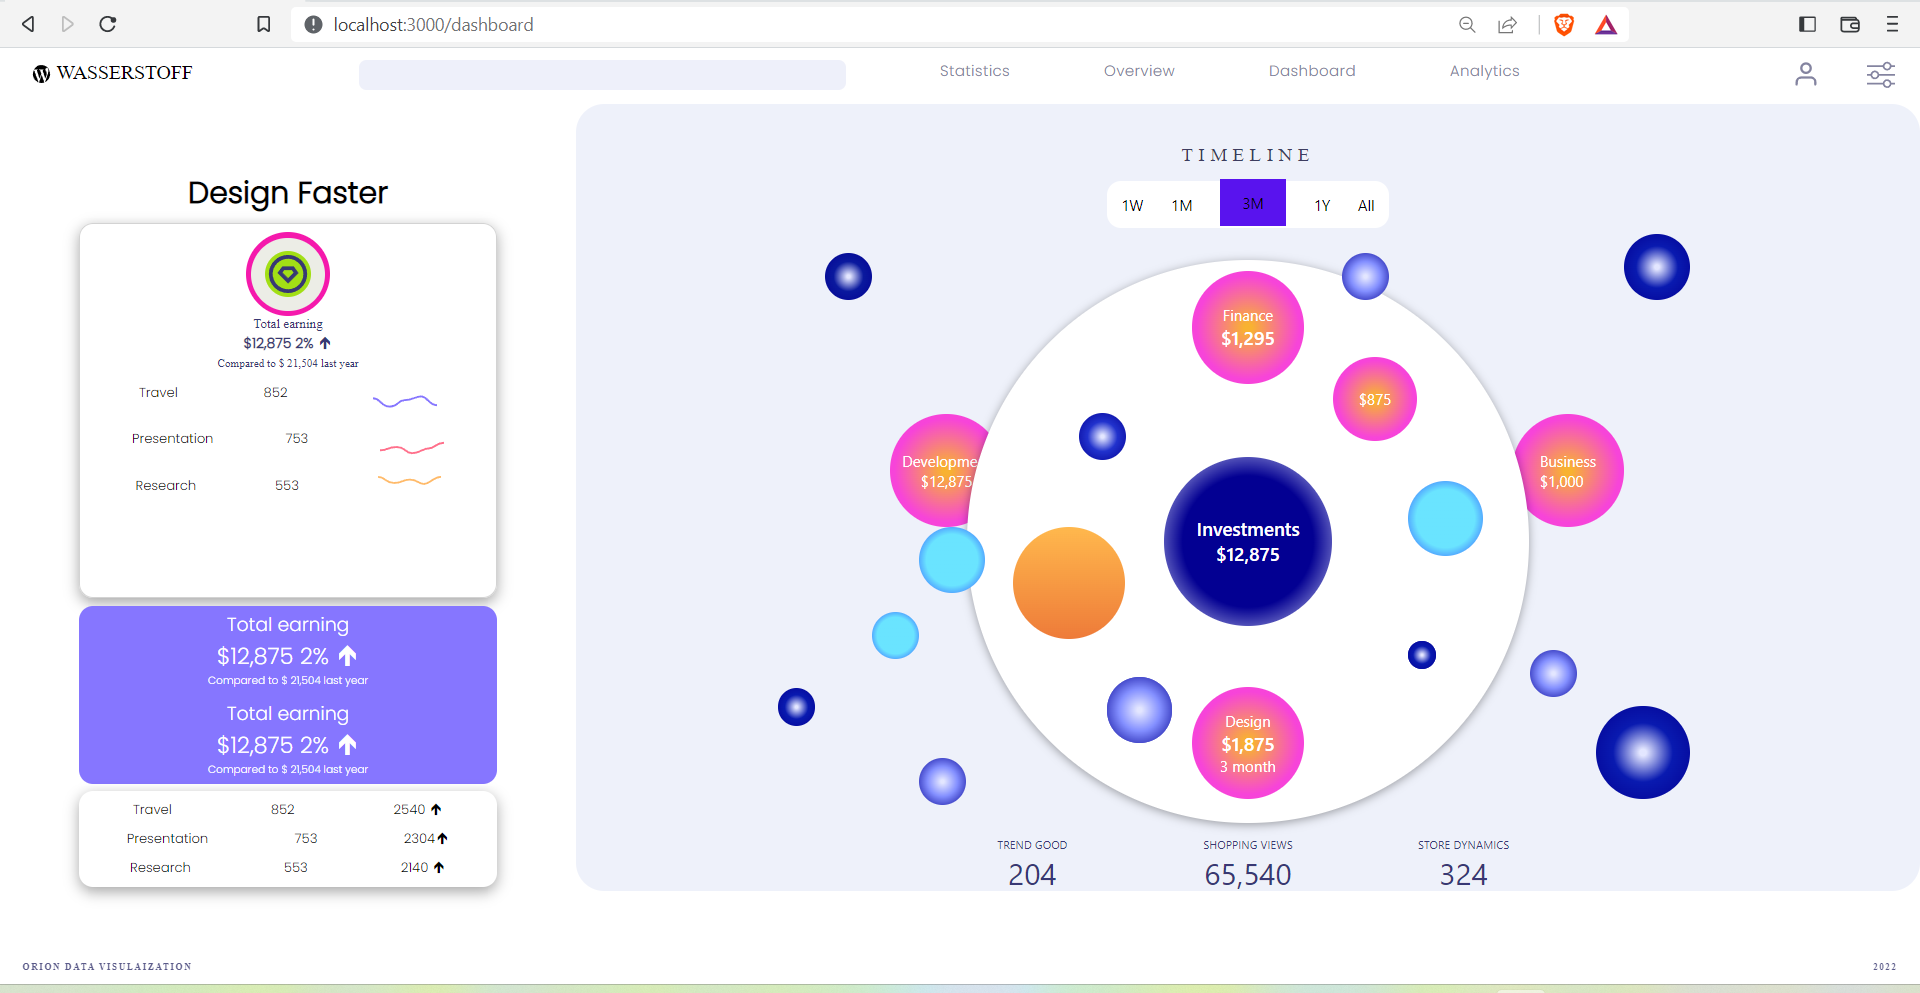 localhost:3000/dashboard
WASSERSTOFF
Statistics
Overview
Dashboard
Analytics
Design Faster
Total earning
$12,875 2%
Compared to $ 21,504 last year
Travel 852
Presentation 753
Research 553
Total earning
$12,875 2%
Compared to $ 21,504 last year
Total earning
$12,875 2%
Compared to $ 21,504 last year
Travel 852 2540
Presentation 753 2304
Research 553 2140
TIMELINE
1W 1M 3M 1Y All
Finance
$1,295
$875
Developme
$12,875
Business
$1,000
Investments
$12,875
Design
$1,875
3 month
TREND GOOD
204
SHOPPING VIEWS
65,540
STORE DYNAMICS
324
ORION DATA VISULAIZATION
2022